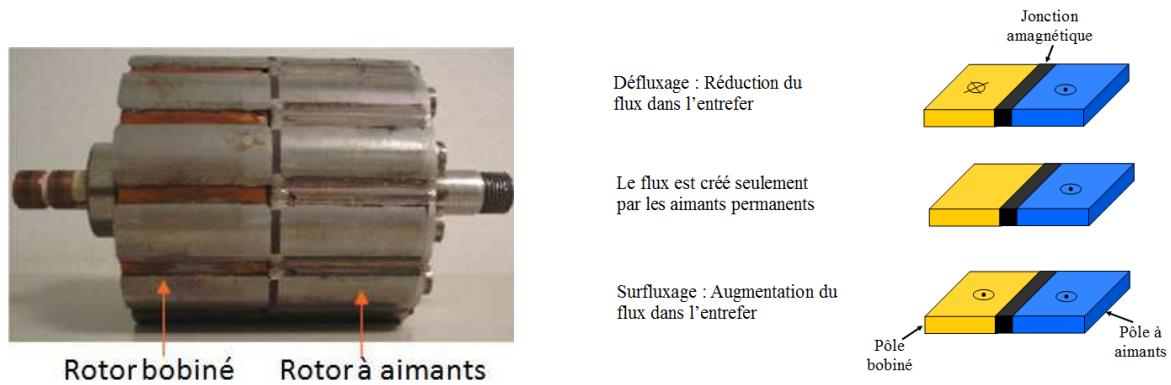 Rotor bobiné
Rotor à aimants
Jonction
amagnétique
Défluxage : Réduction du
flux dans l'entrefer
Le flux est créé seulement
par les aimants permanents
Surfluxage : Augmentation du
flux dans l'entrefer
Pôle
bobiné
Pôle à
aimants